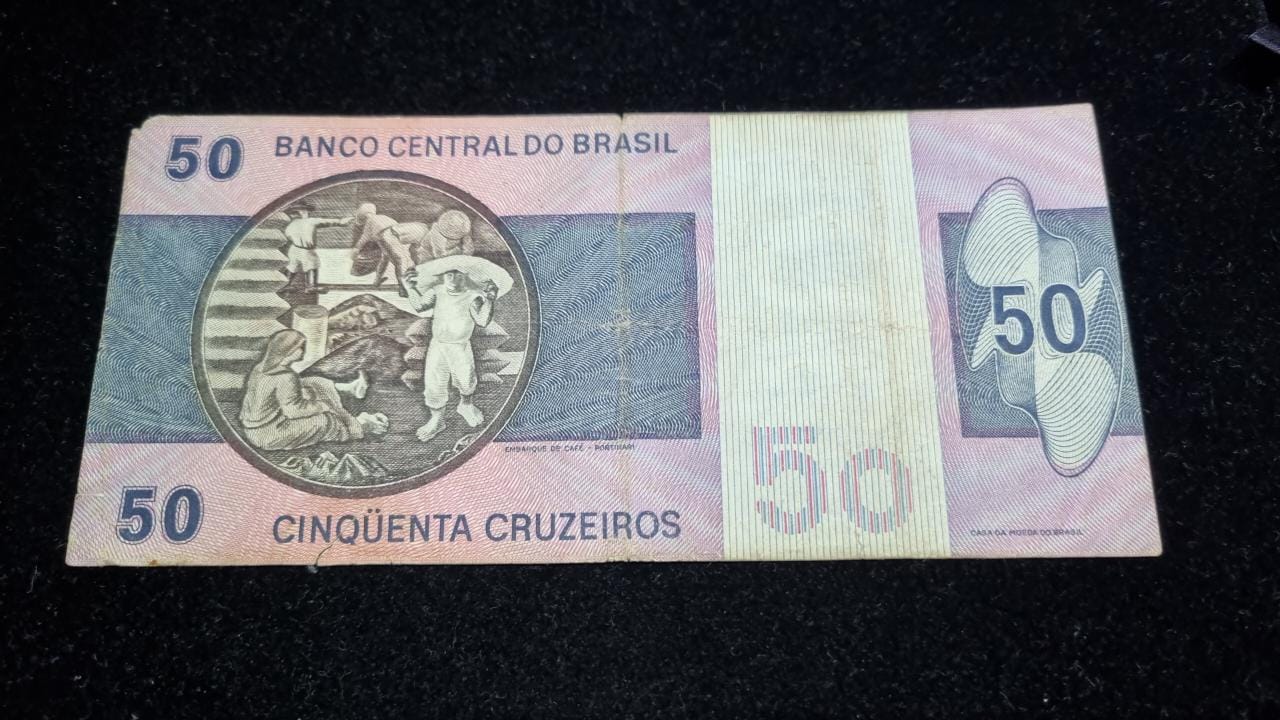 50
BANCO CENTRAL DO BRASIL
50
EMBARQUE DE CAFÉ - PORTINARI
50
50
CINQÜENTA CRUZEIROS
CASA DA MOEDA DO BRASIL